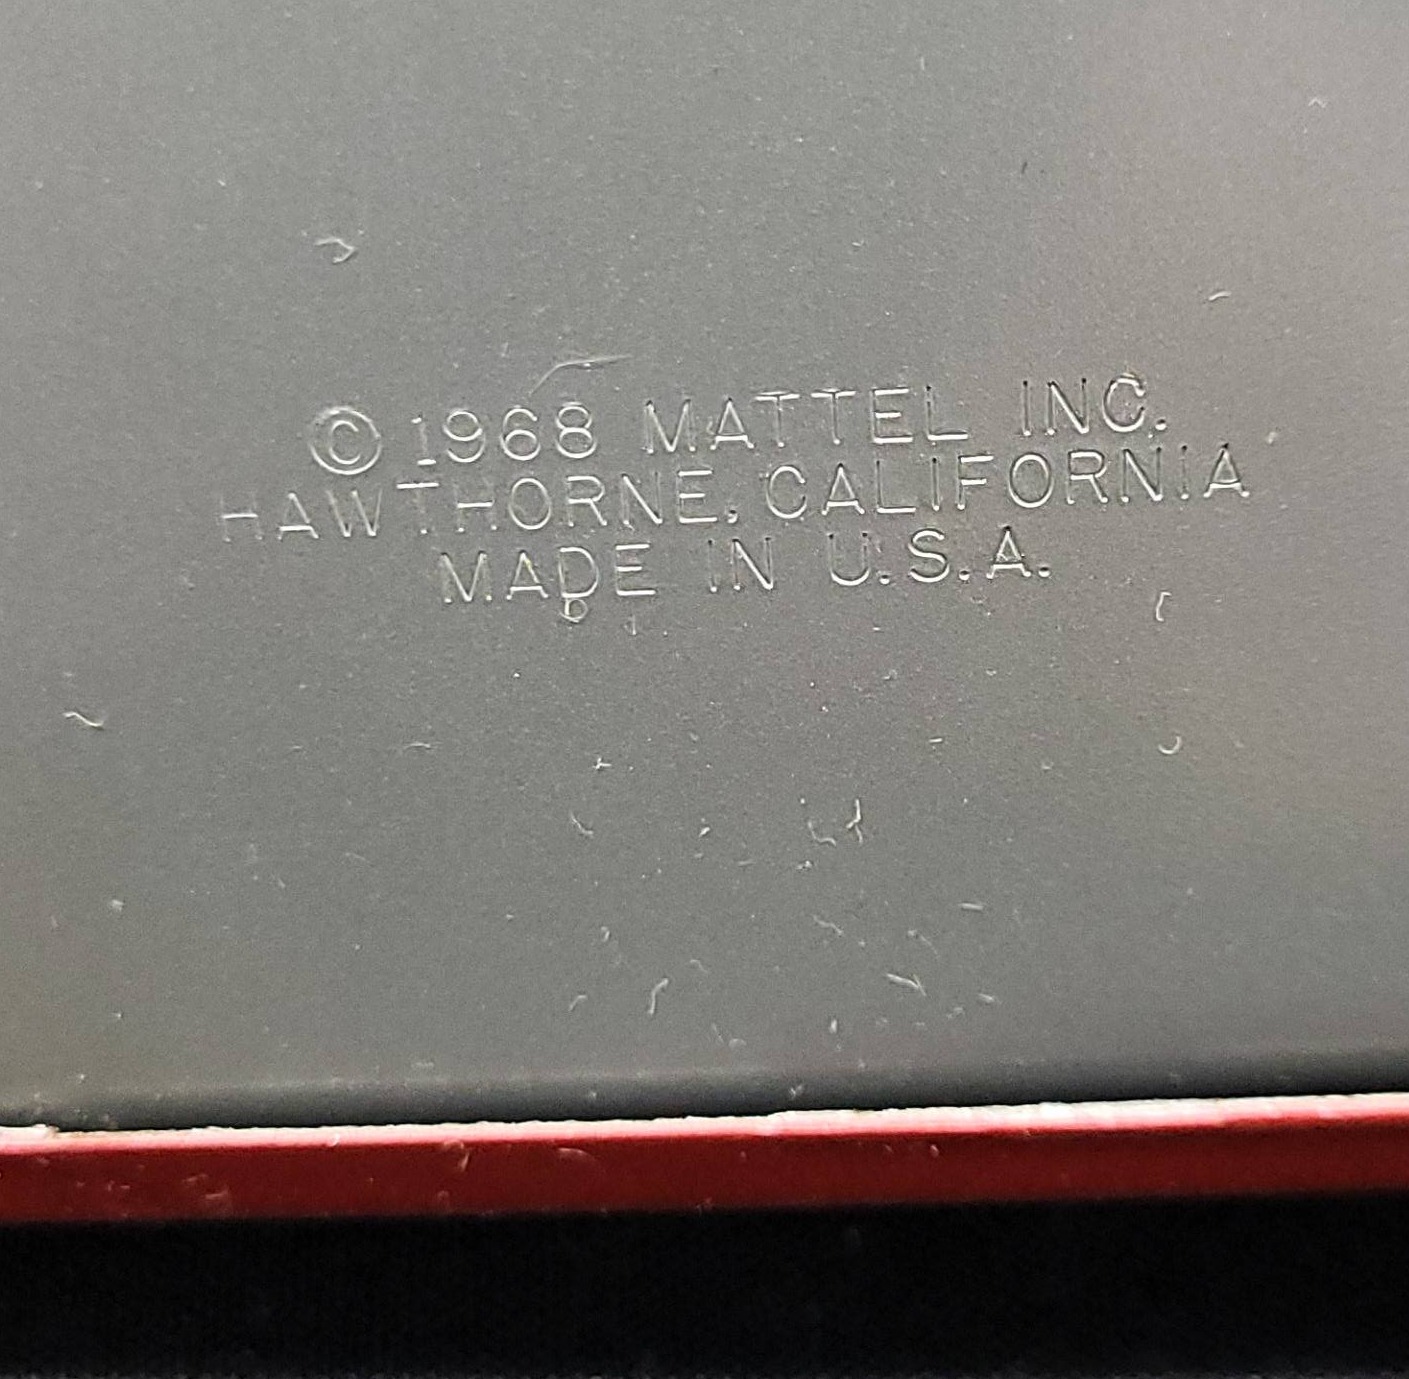 © 1968 MATTEL INC.
HAWTHORNE, CALIFORNIA
MADE IN U.S.A.